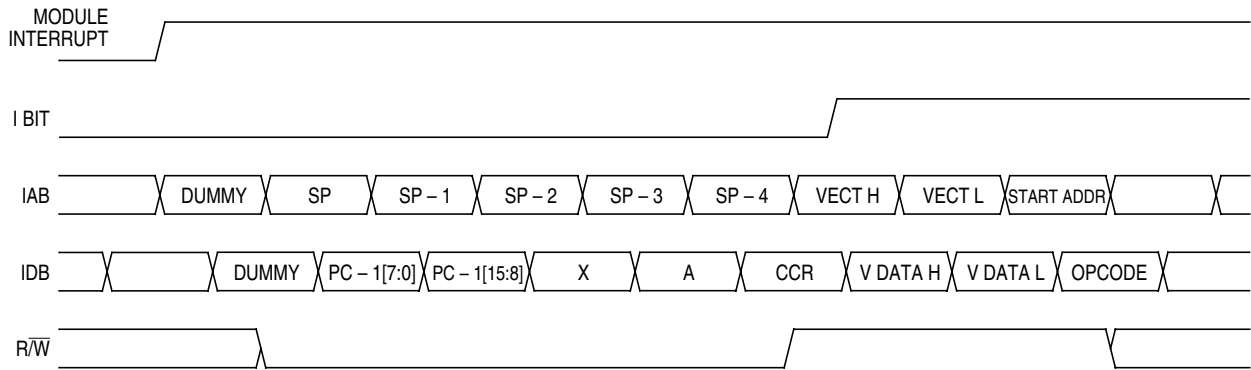 MODULE
INTERRUPT
I BIT
IAB DUMMY SP SP – 1 SP – 2 SP – 3 SP – 4 VECT H VECT L START ADDR
IDB DUMMY PC – 1[7:0] PC – 1[15:8] X A CCR V DATA H V DATA L OPCODE
R/W̅